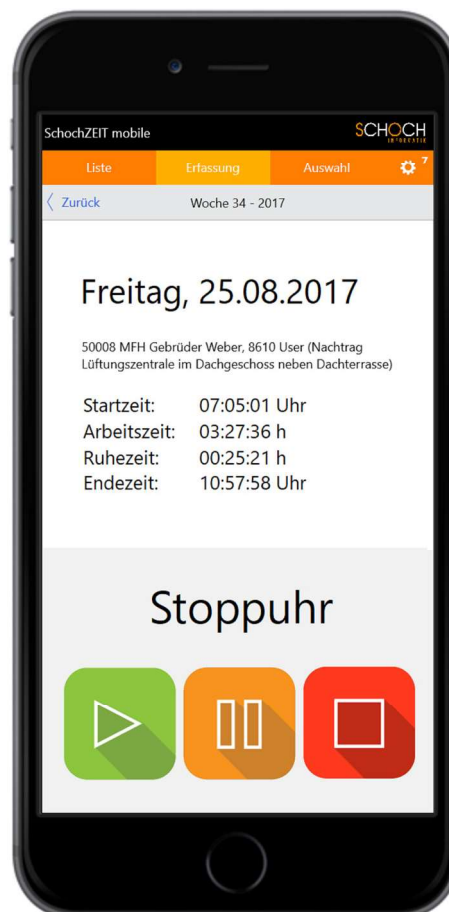 SchochZEIT mobile
SCHOCH
INFORMATIK
Liste Erfassung Auswahl 7
Zurück Woche 34 - 2017
Freitag, 25.08.2017
50008 MFH Gebrüder Weber, 8610 User (Nachtrag
Lüftungszentrale im Dachgeschoss neben Dachterrasse)
Startzeit: 07:05:01 Uhr
Arbeitszeit: 03:27:36 h
Ruhezeit: 00:25:21 h
Endezeit: 10:57:58 Uhr
Stoppuhr